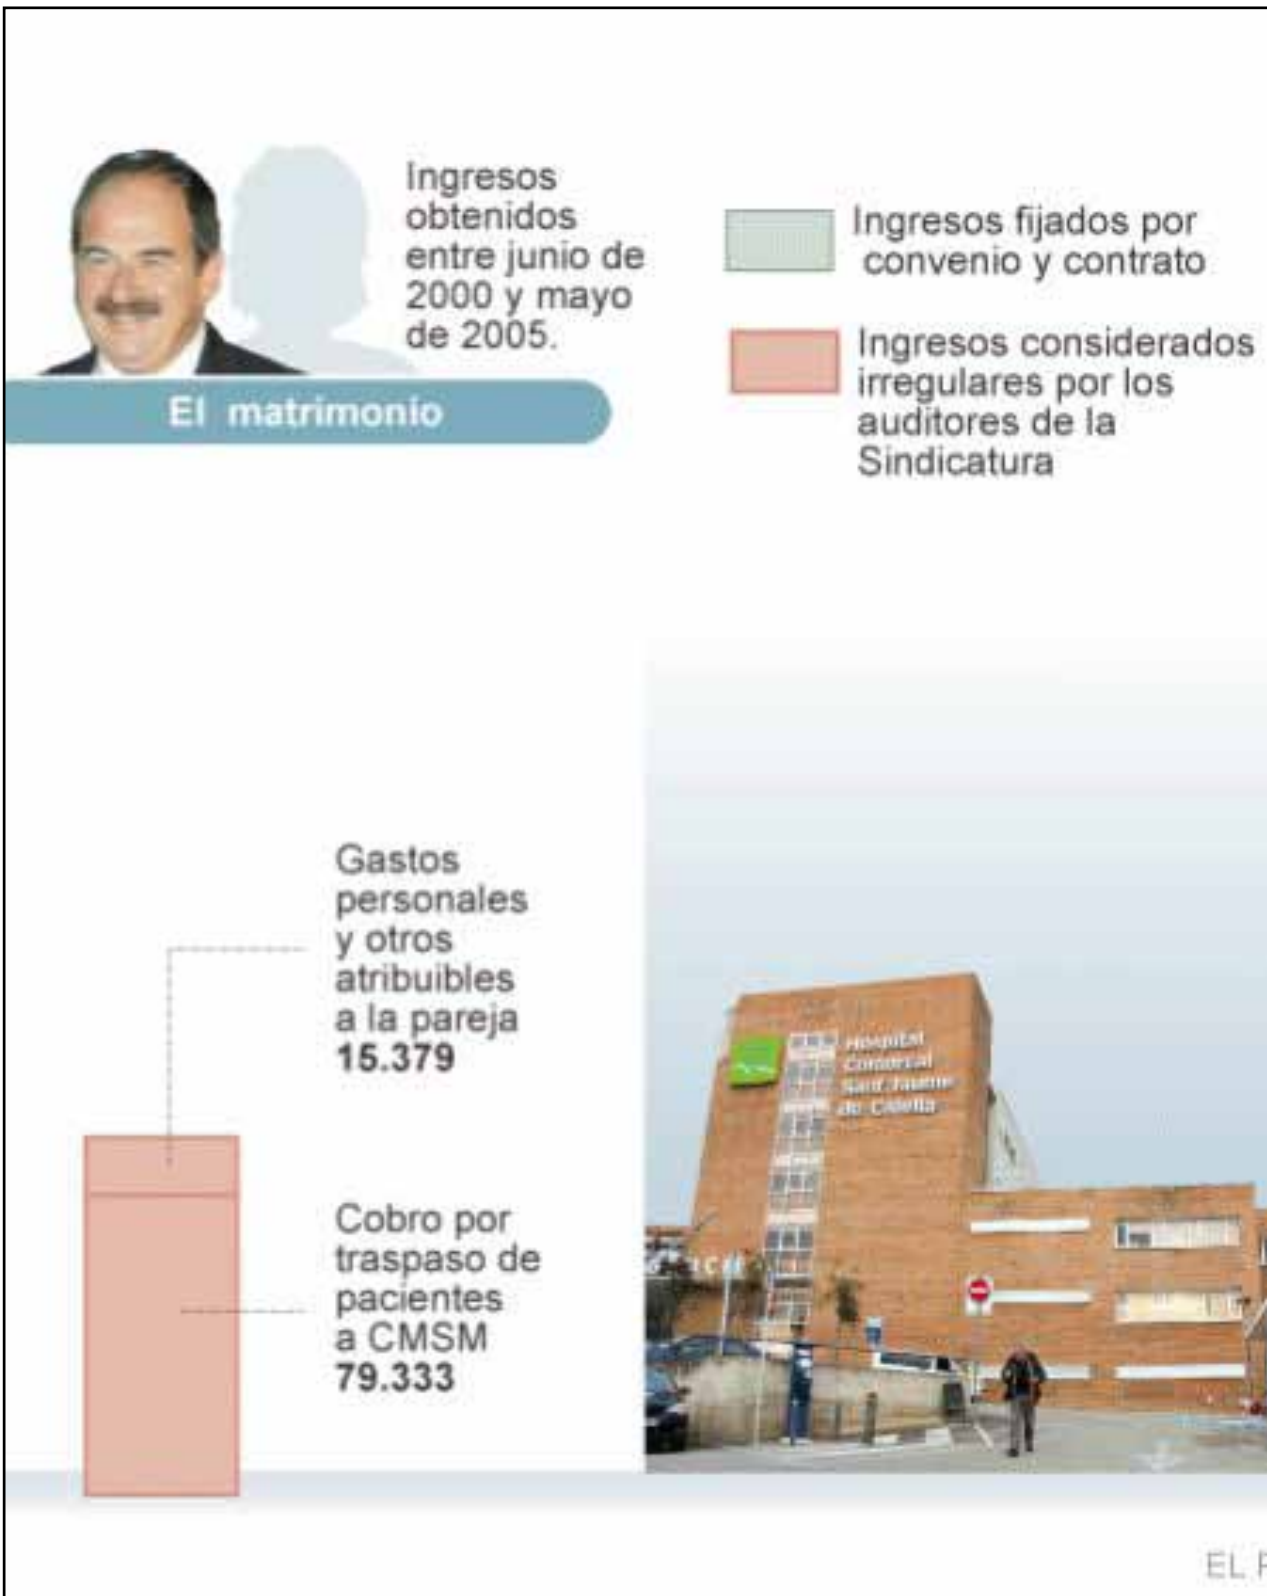 Ingresos
obtenidos
entre junio de
2000 y mayo
de 2005.
El matrimonio
Ingresos fijados por
convenio y contrato
Ingresos considerados
irregulares por los
auditores de la
Sindicatura
Gastos
personales
y otros
atribuibles
a la pareja
15.379
Cobro por
traspaso de
pacientes
a CMSM
79.333
Hospital
Comarcal
Sant Jaume
de Calella
EL